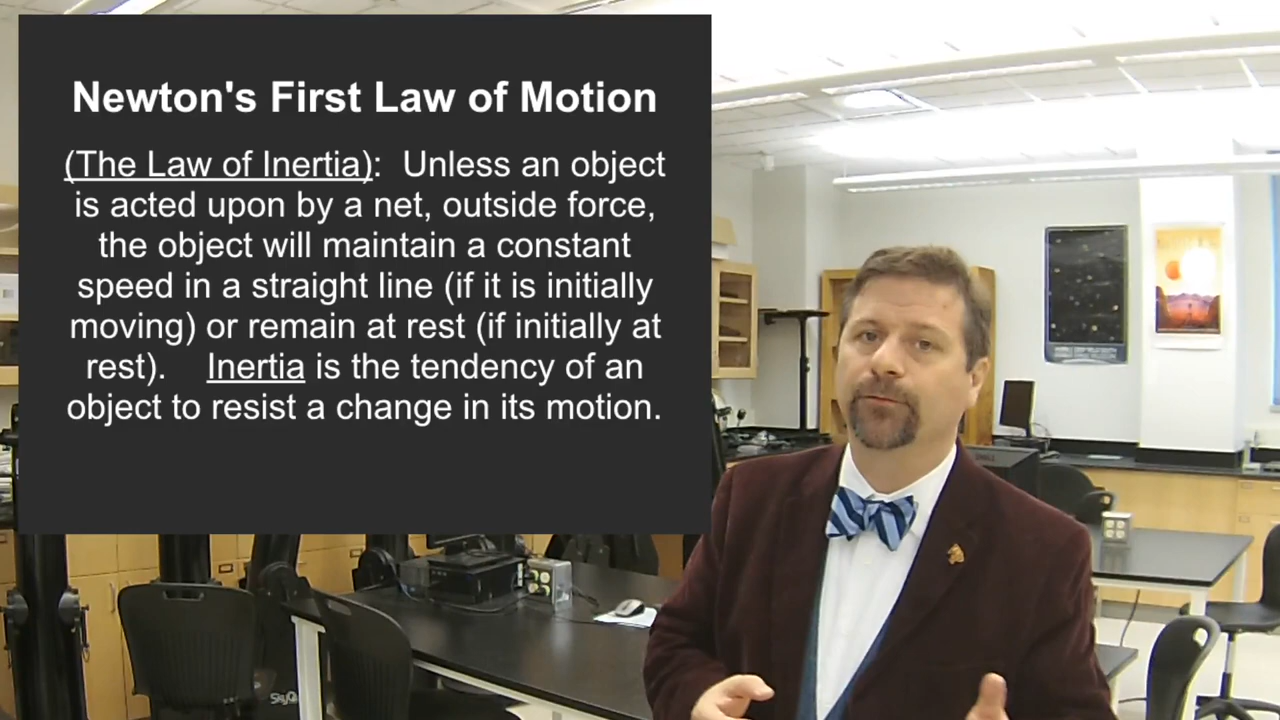 Newton's First Law of Motion
(The Law of Inertia): Unless an object
is acted upon by a net, outside force,
the object will maintain a constant
speed in a straight line (if it is initially
moving) or remain at rest (if initially at
rest). Inertia is the tendency of an
object to resist a change in its motion.
DELL